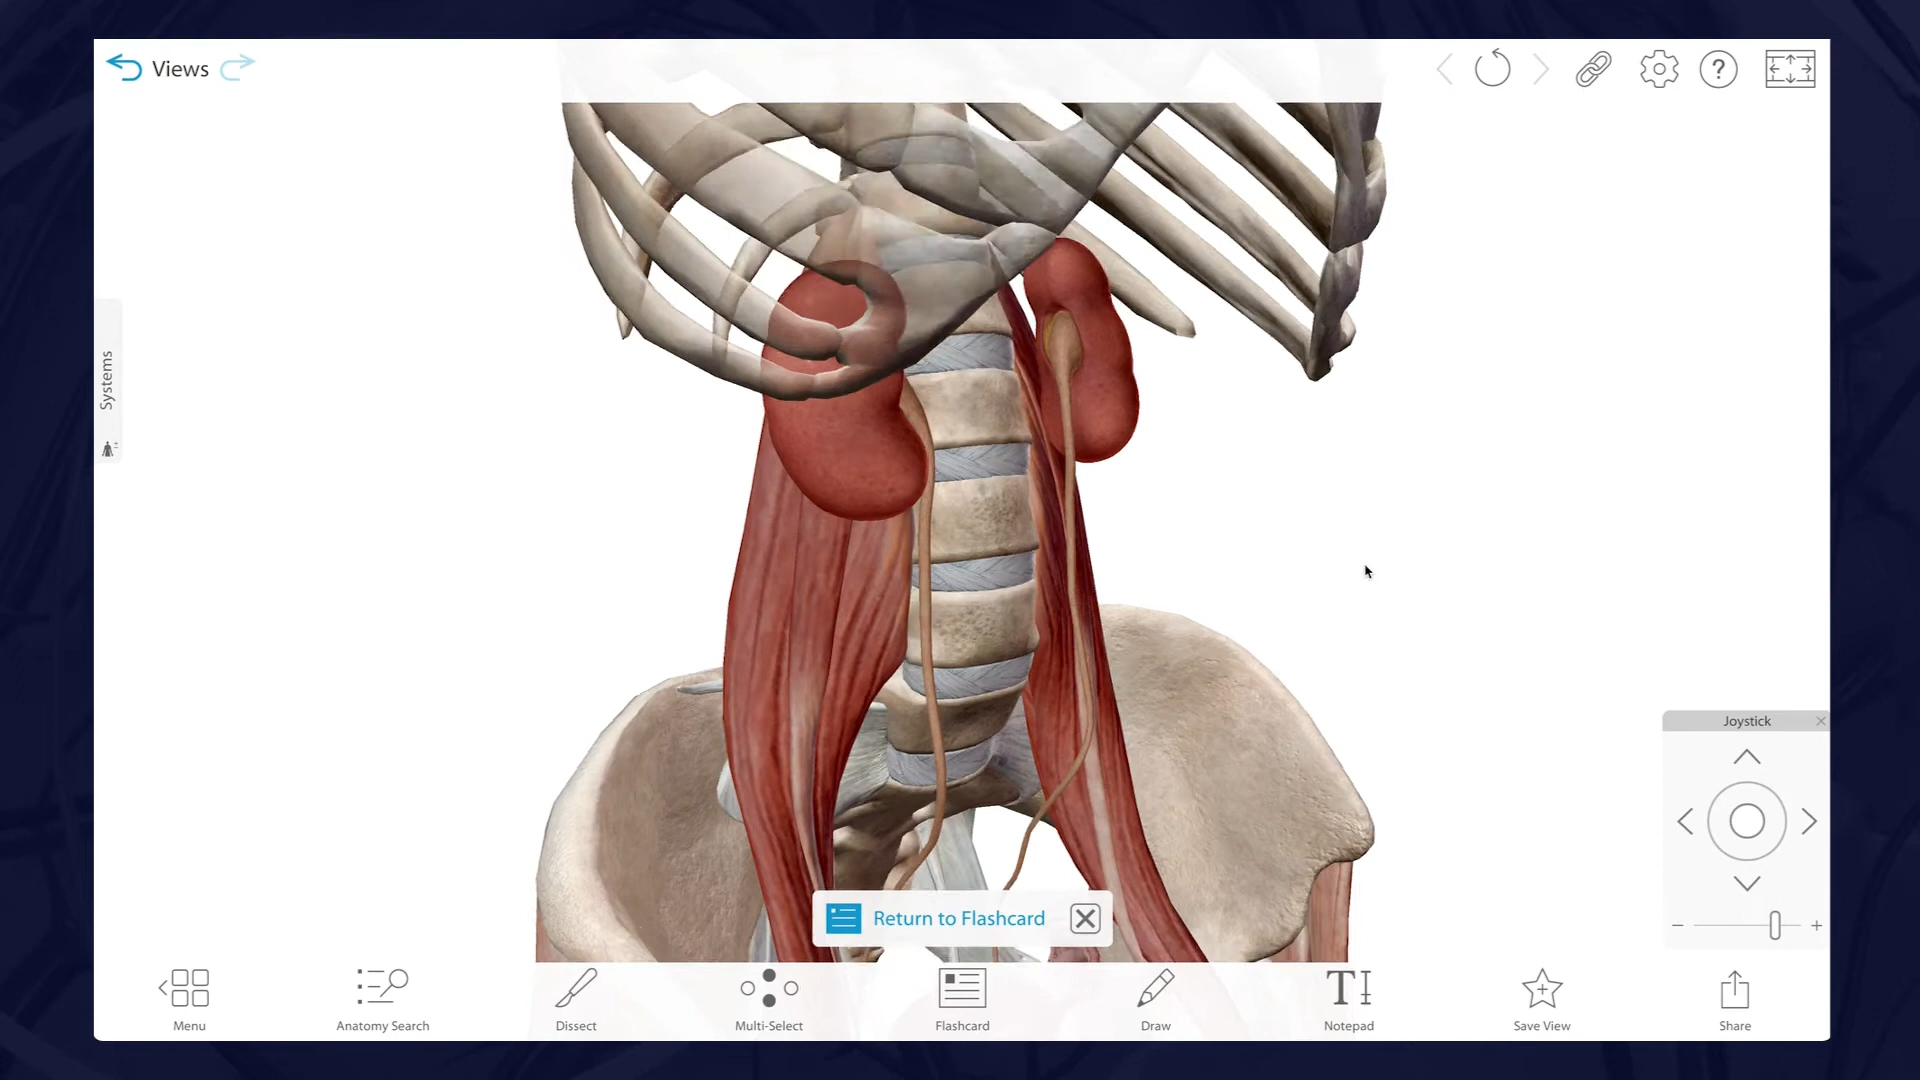 Views
Systems
Joystick
Return to Flashcard
Menu
Anatomy Search
Dissect
Multi-Select
Flashcard
Draw
Notepad
Save View
Share